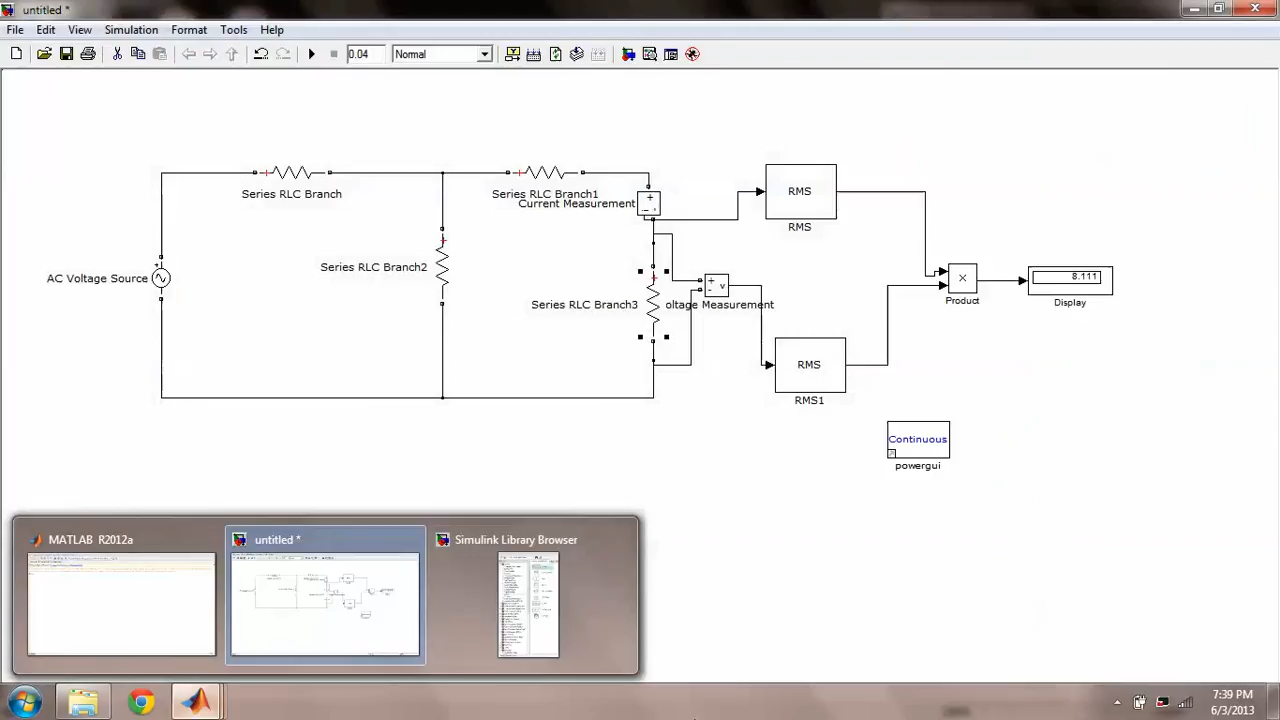 untitled *
File Edit View Simulation Format Tools Help
0.04 Normal
Series RLC Branch
Series RLC Branch1
Current Measurement
+
RMS
RMS
AC Voltage Source
Series RLC Branch2
Series RLC Branch3
+
-
v
oltage Measurement
×
Product
8.111
Display
RMS
RMS1
Continuous
powergui
MATLAB R2012a
untitled *
Simulink Library Browser
7:39 PM
6/3/2013